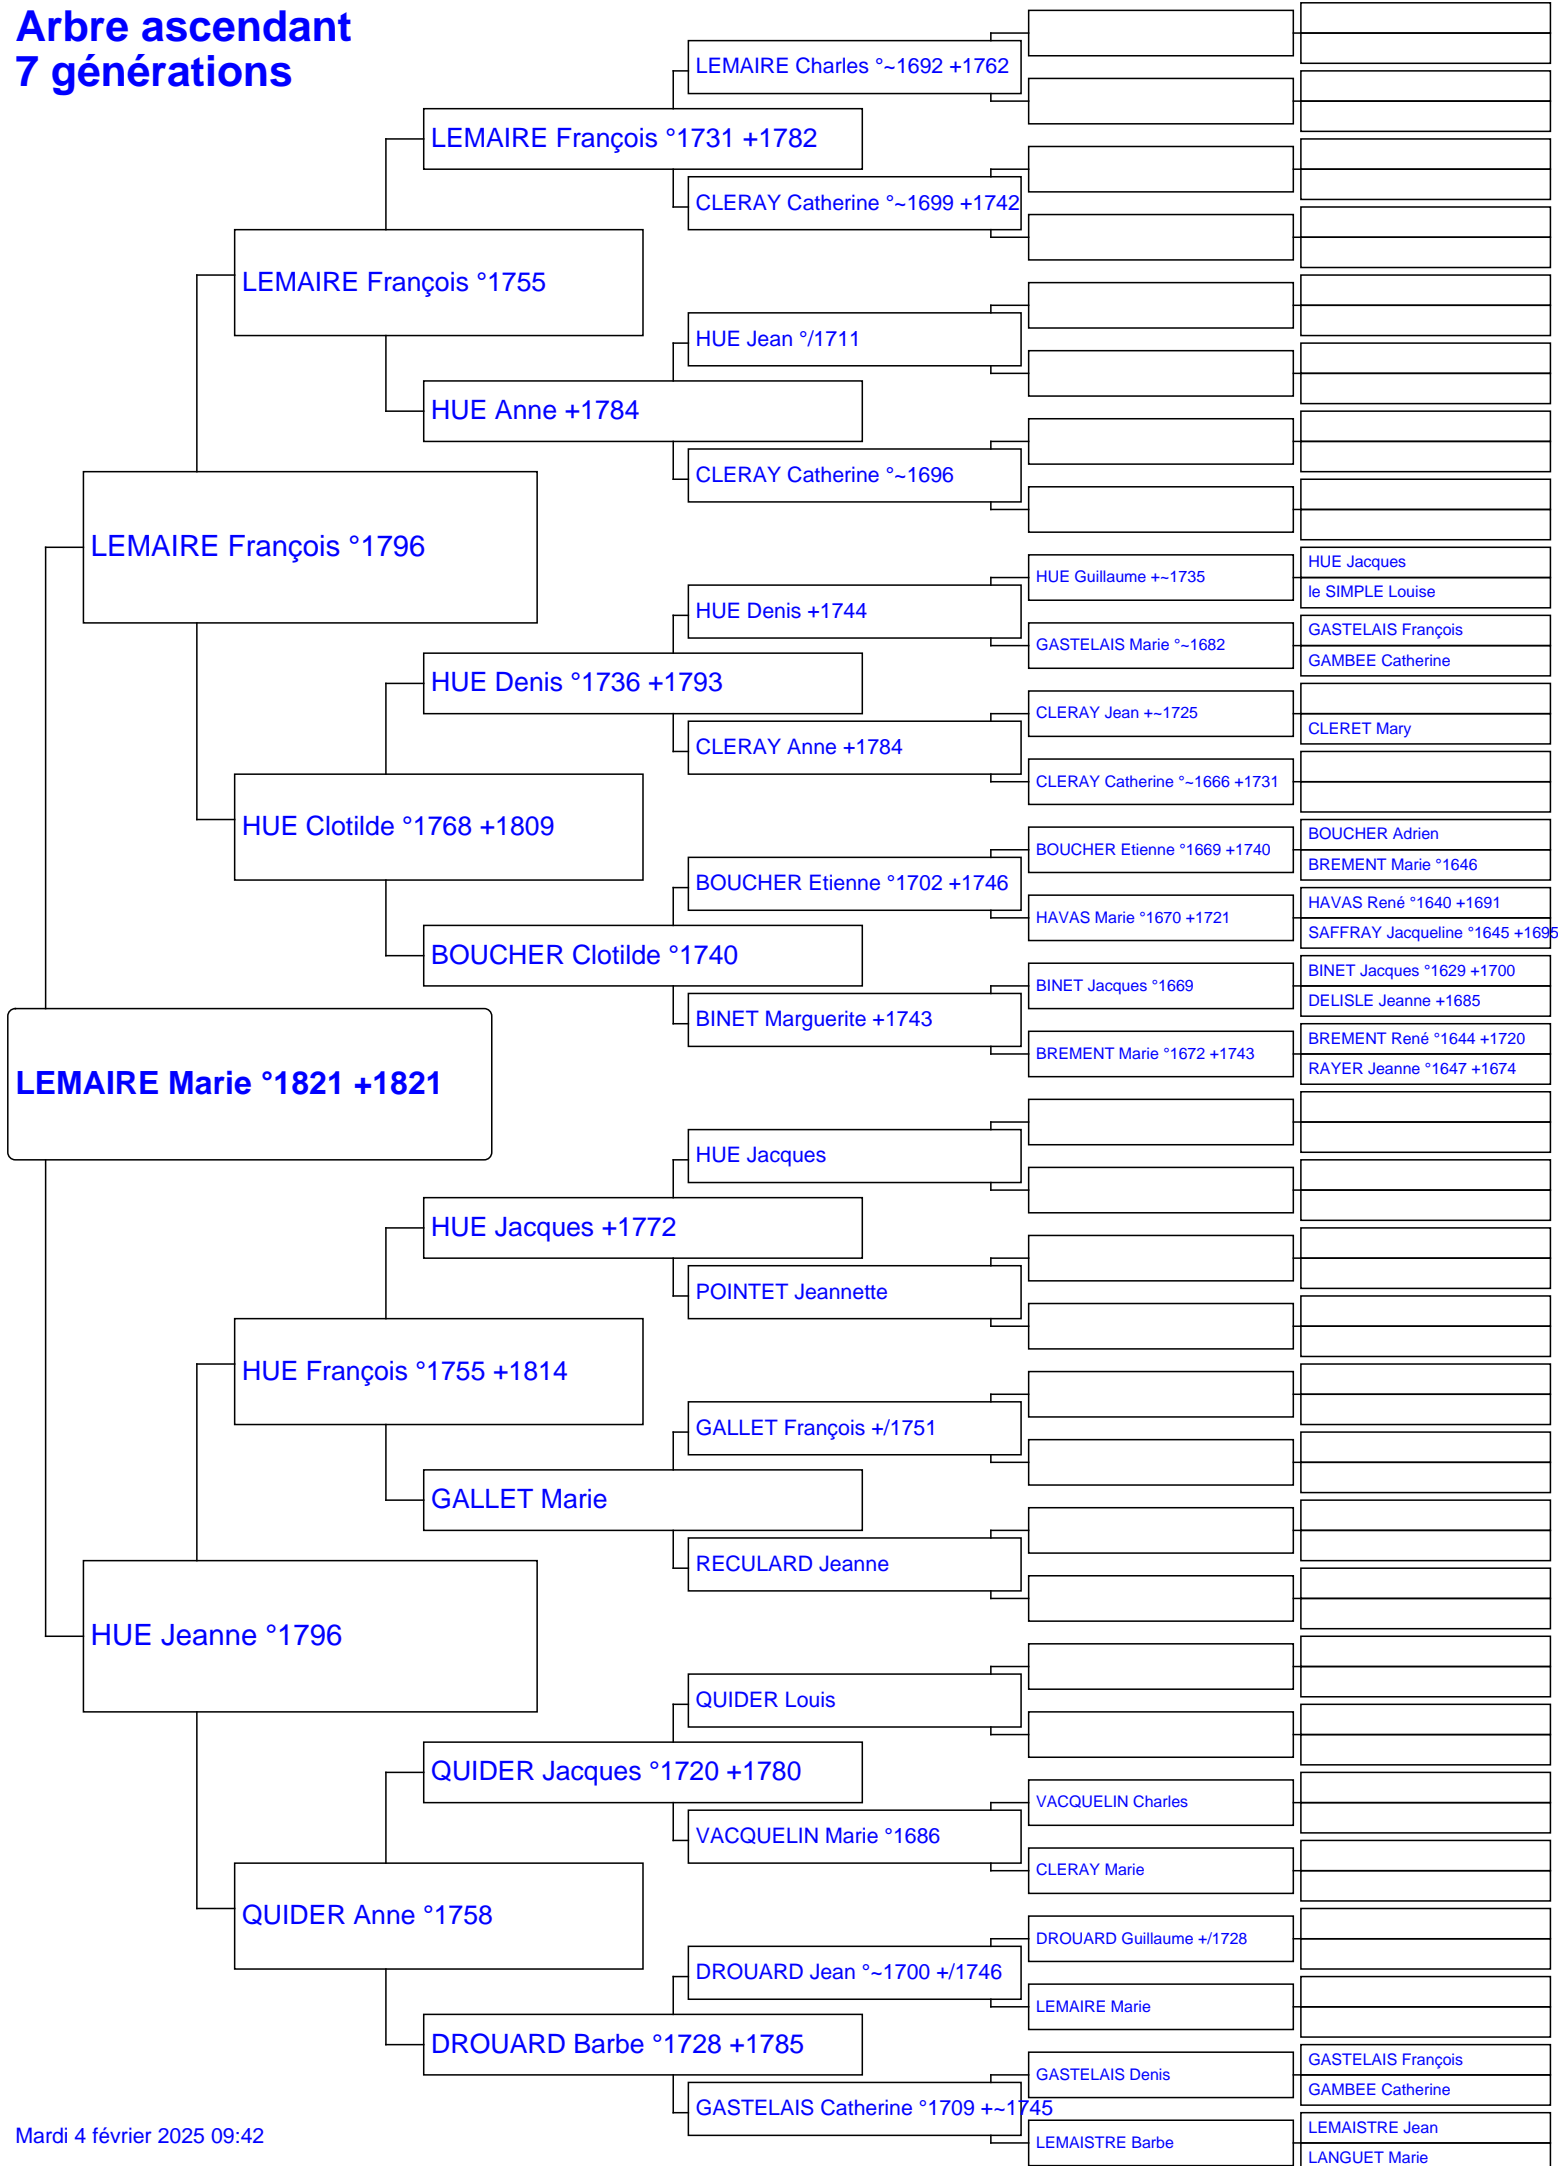 Arbre ascendant
7 générations
LEMAIRE Charles °~1692 +1762
LEMAIRE François °1731 +1782
CLERAY Catherine °~1699 +1742
LEMAIRE François °1755
HUE Jean °/1711
HUE Anne +1784
CLERAY Catherine °~1696
LEMAIRE François °1796
HUE Jacques
HUE Guillaume +~1735
le SIMPLE Louise
HUE Denis +1744
GASTELAIS François
GASTELAIS Marie °~1682
GAMBEE Catherine
HUE Denis °1736 +1793
CLERAY Jean +~1725
CLERET Mary
CLERAY Anne +1784
CLERAY Catherine °~1666 +1731
HUE Clotilde °1768 +1809
BOUCHER Adrien
BOUCHER Etienne °1669 +1740
BREMENT Marie °1646
BOUCHER Etienne °1702 +1746
HAVAS René °1640 +1691
HAVAS Marie °1670 +1721
SAFFRAY Jacqueline °1645 +1695
BOUCHER Clotilde °1740
BINET Jacques °1629 +1700
BINET Jacques °1669
DELISLE Jeanne +1685
BINET Marguerite +1743
BREMENT René °1644 +1720
BREMENT Marie °1672 +1743
RAYER Jeanne °1647 +1674
LEMAIRE Marie °1821 +1821
HUE Jacques
HUE Jacques +1772
POINTET Jeannette
HUE François °1755 +1814
GALLET François +/1751
GALLET Marie
RECULARD Jeanne
HUE Jeanne °1796
QUIDER Louis
QUIDER Jacques °1720 +1780
VACQUELIN Charles
VACQUELIN Marie °1686
CLERAY Marie
QUIDER Anne °1758
DROUARD Guillaume +/1728
DROUARD Jean °~1700 +/1746
LEMAIRE Marie
DROUARD Barbe °1728 +1785
GASTELAIS François
GASTELAIS Denis
GAMBEE Catherine
GASTELAIS Catherine °1709 +~1745
LEMAISTRE Jean
LEMAISTRE Barbe
LANGUET Marie
Mardi 4 février 2025 09:42